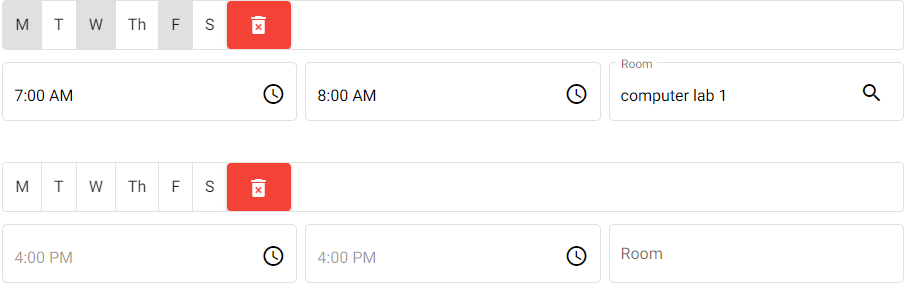 M T W Th F S
Room
7:00 AM 8:00 AM computer lab 1
M T W Th F S
4:00 PM 4:00 PM Room